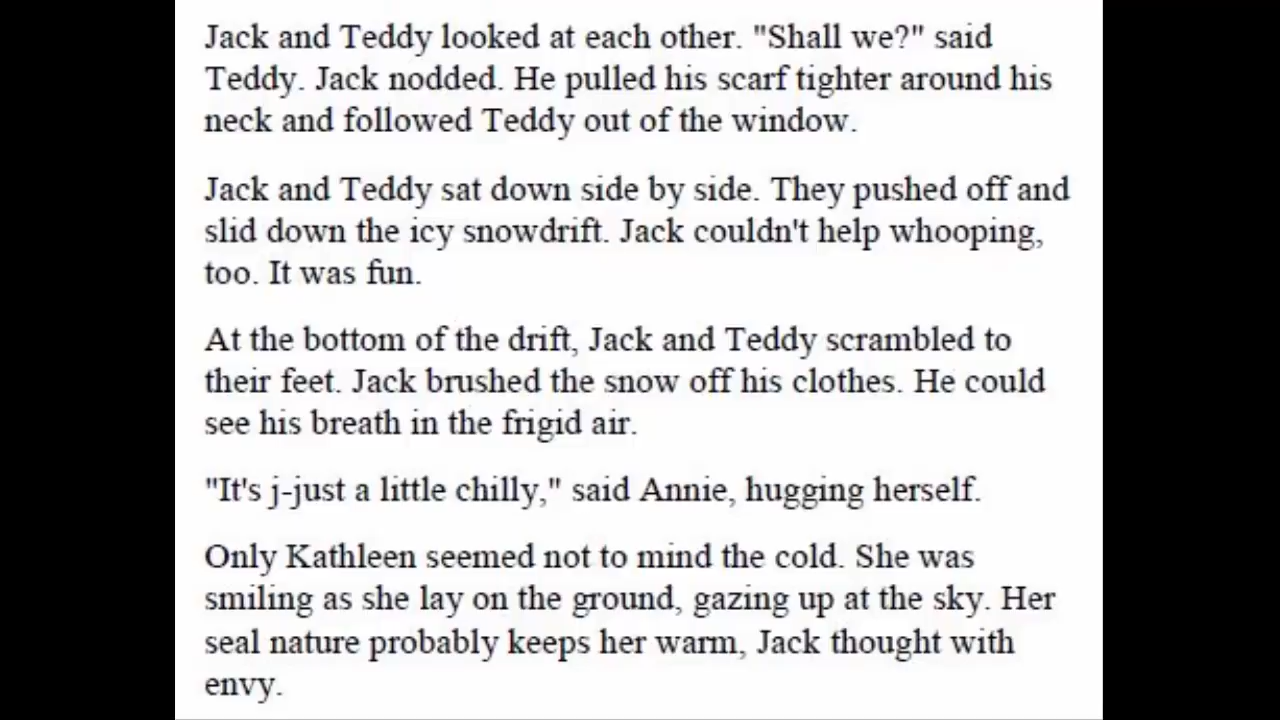 Jack and Teddy looked at each other. "Shall we?" said
Teddy. Jack nodded. He pulled his scarf tighter around his
neck and followed Teddy out of the window.
Jack and Teddy sat down side by side. They pushed off and
slid down the icy snowdrift. Jack couldn't help whooping,
too. It was fun.
At the bottom of the drift, Jack and Teddy scrambled to
their feet. Jack brushed the snow off his clothes. He could
see his breath in the frigid air.
"It's j-just a little chilly," said Annie, hugging herself.
Only Kathleen seemed not to mind the cold. She was
smiling as she lay on the ground, gazing up at the sky. Her
seal nature probably keeps her warm, Jack thought with
envy.